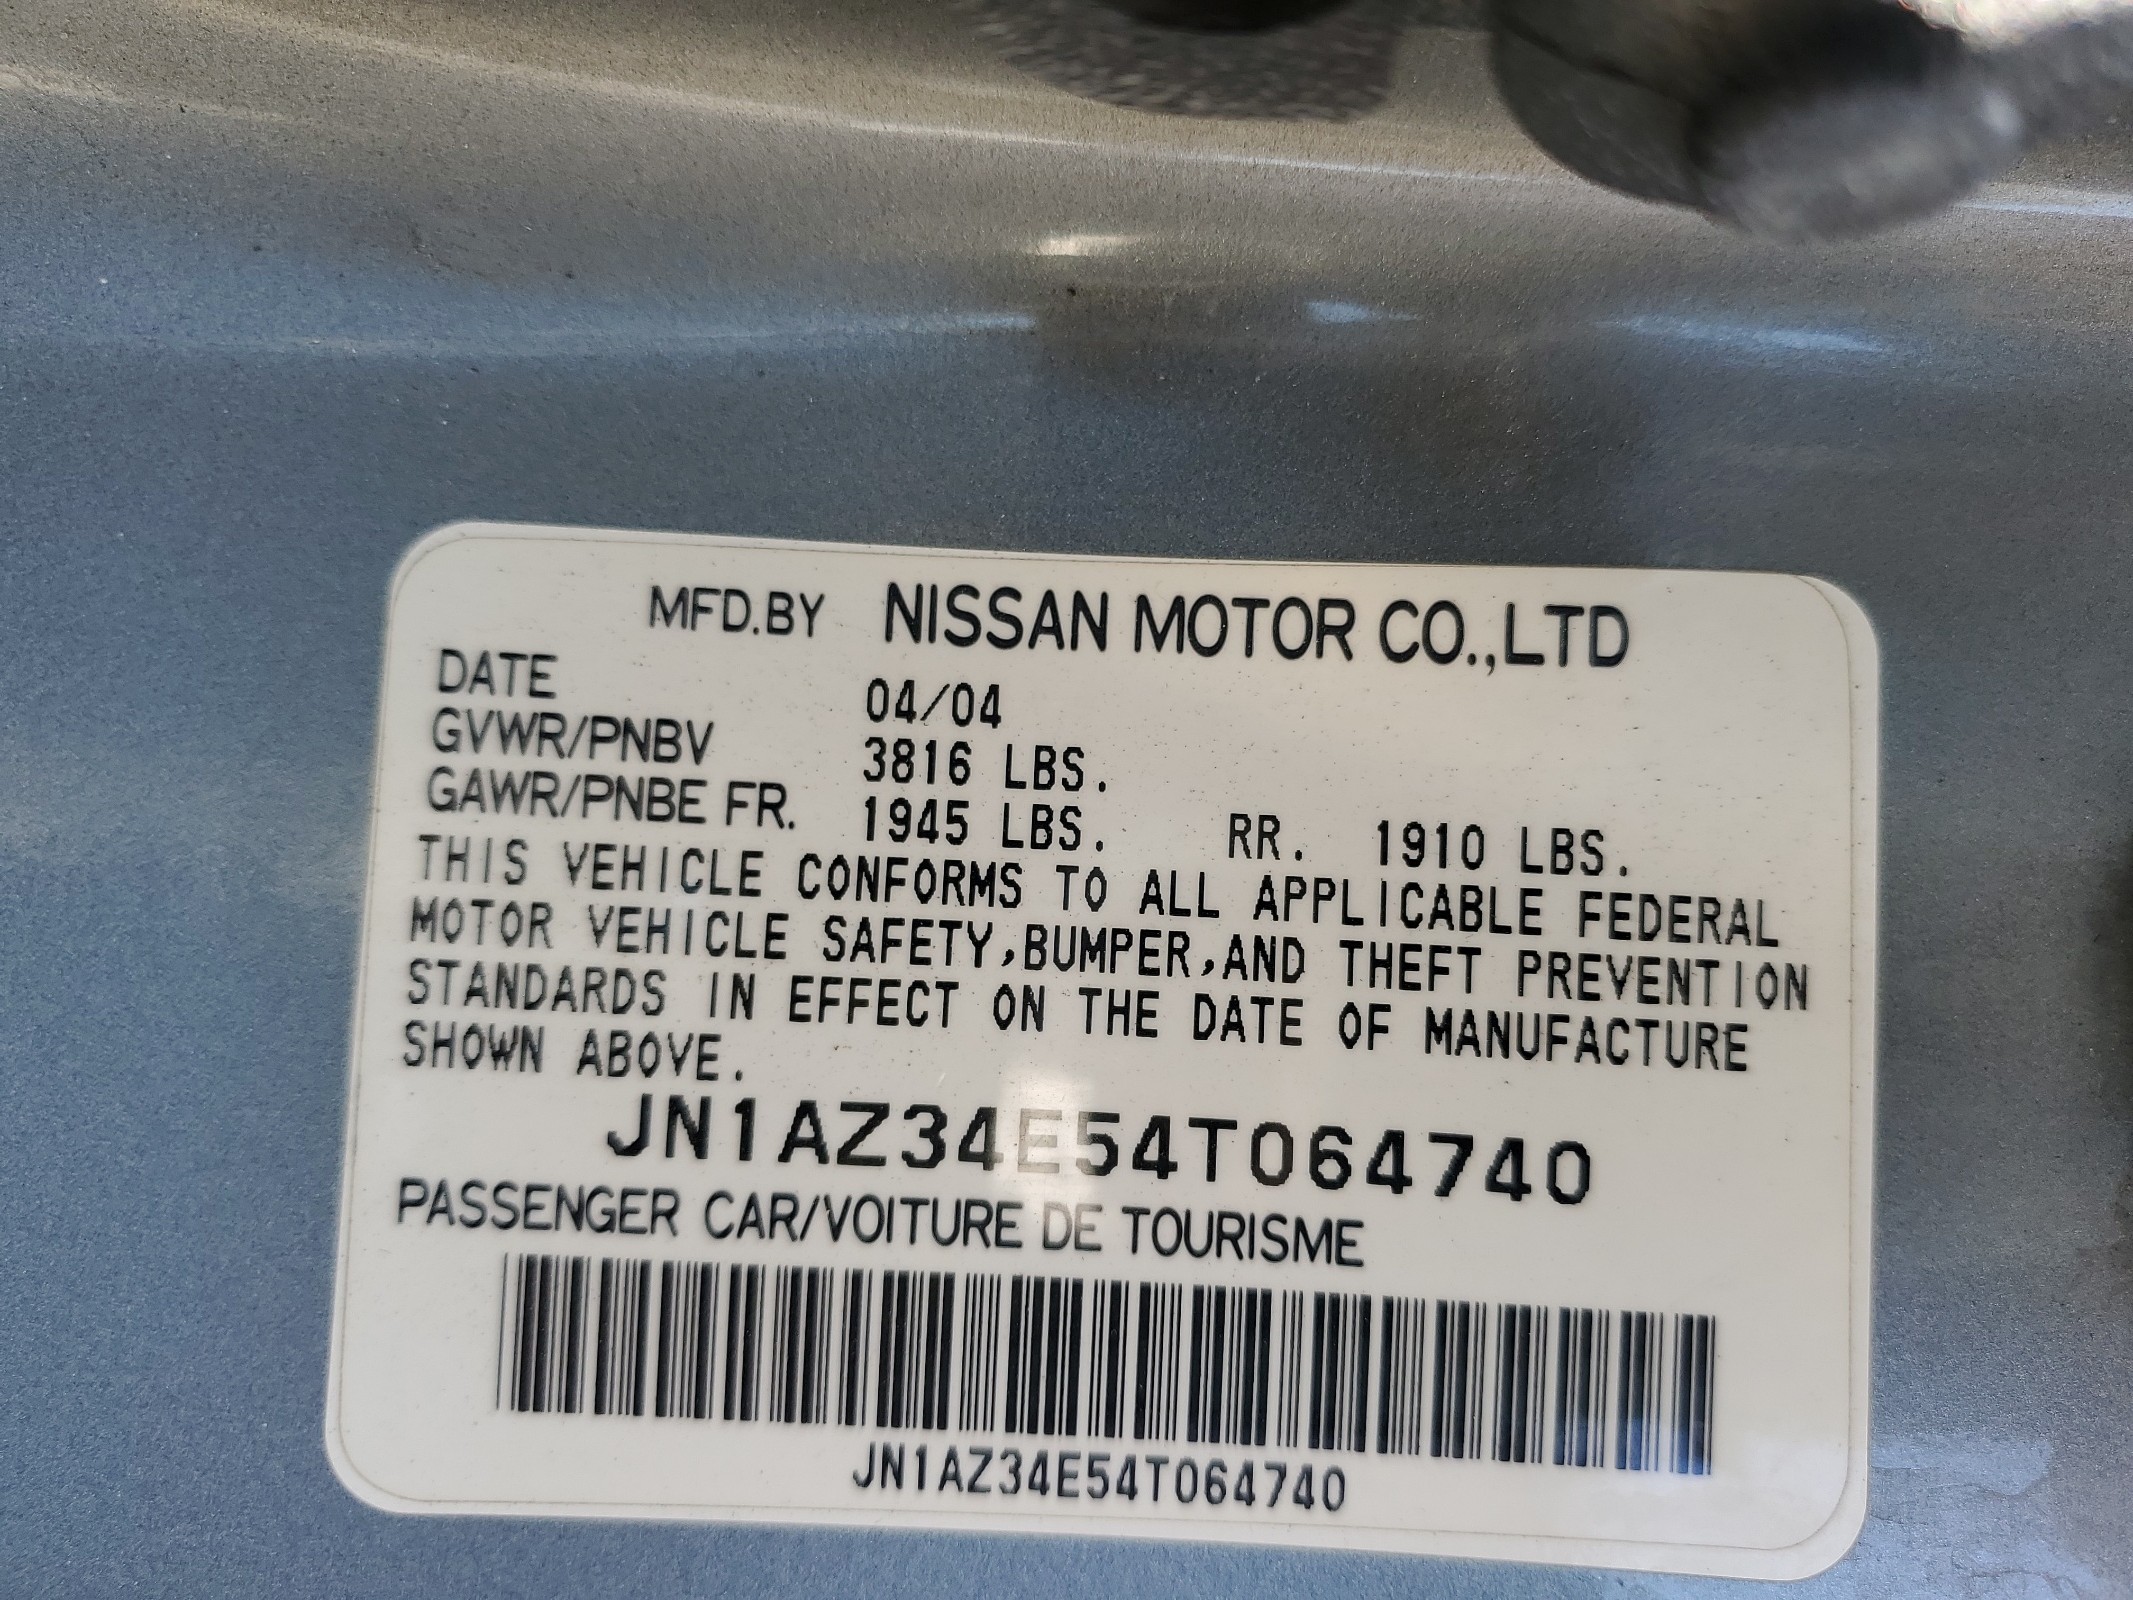 MFD.BY NISSAN MOTOR CO.,LTD
DATE 04/04
GVWR/PNBV 3816 LBS.
GAWR/PNBE FR. 1945 LBS. RR. 1910 LBS.
THIS VEHICLE CONFORMS TO ALL APPLICABLE FEDERAL
MOTOR VEHICLE SAFETY,BUMPER,AND THEFT PREVENTION
STANDARDS IN EFFECT ON THE DATE OF MANUFACTURE
SHOWN ABOVE.
JN1AZ34E54T064740
PASSENGER CAR/VOITURE DE TOURISME
JN1AZ34E54T064740